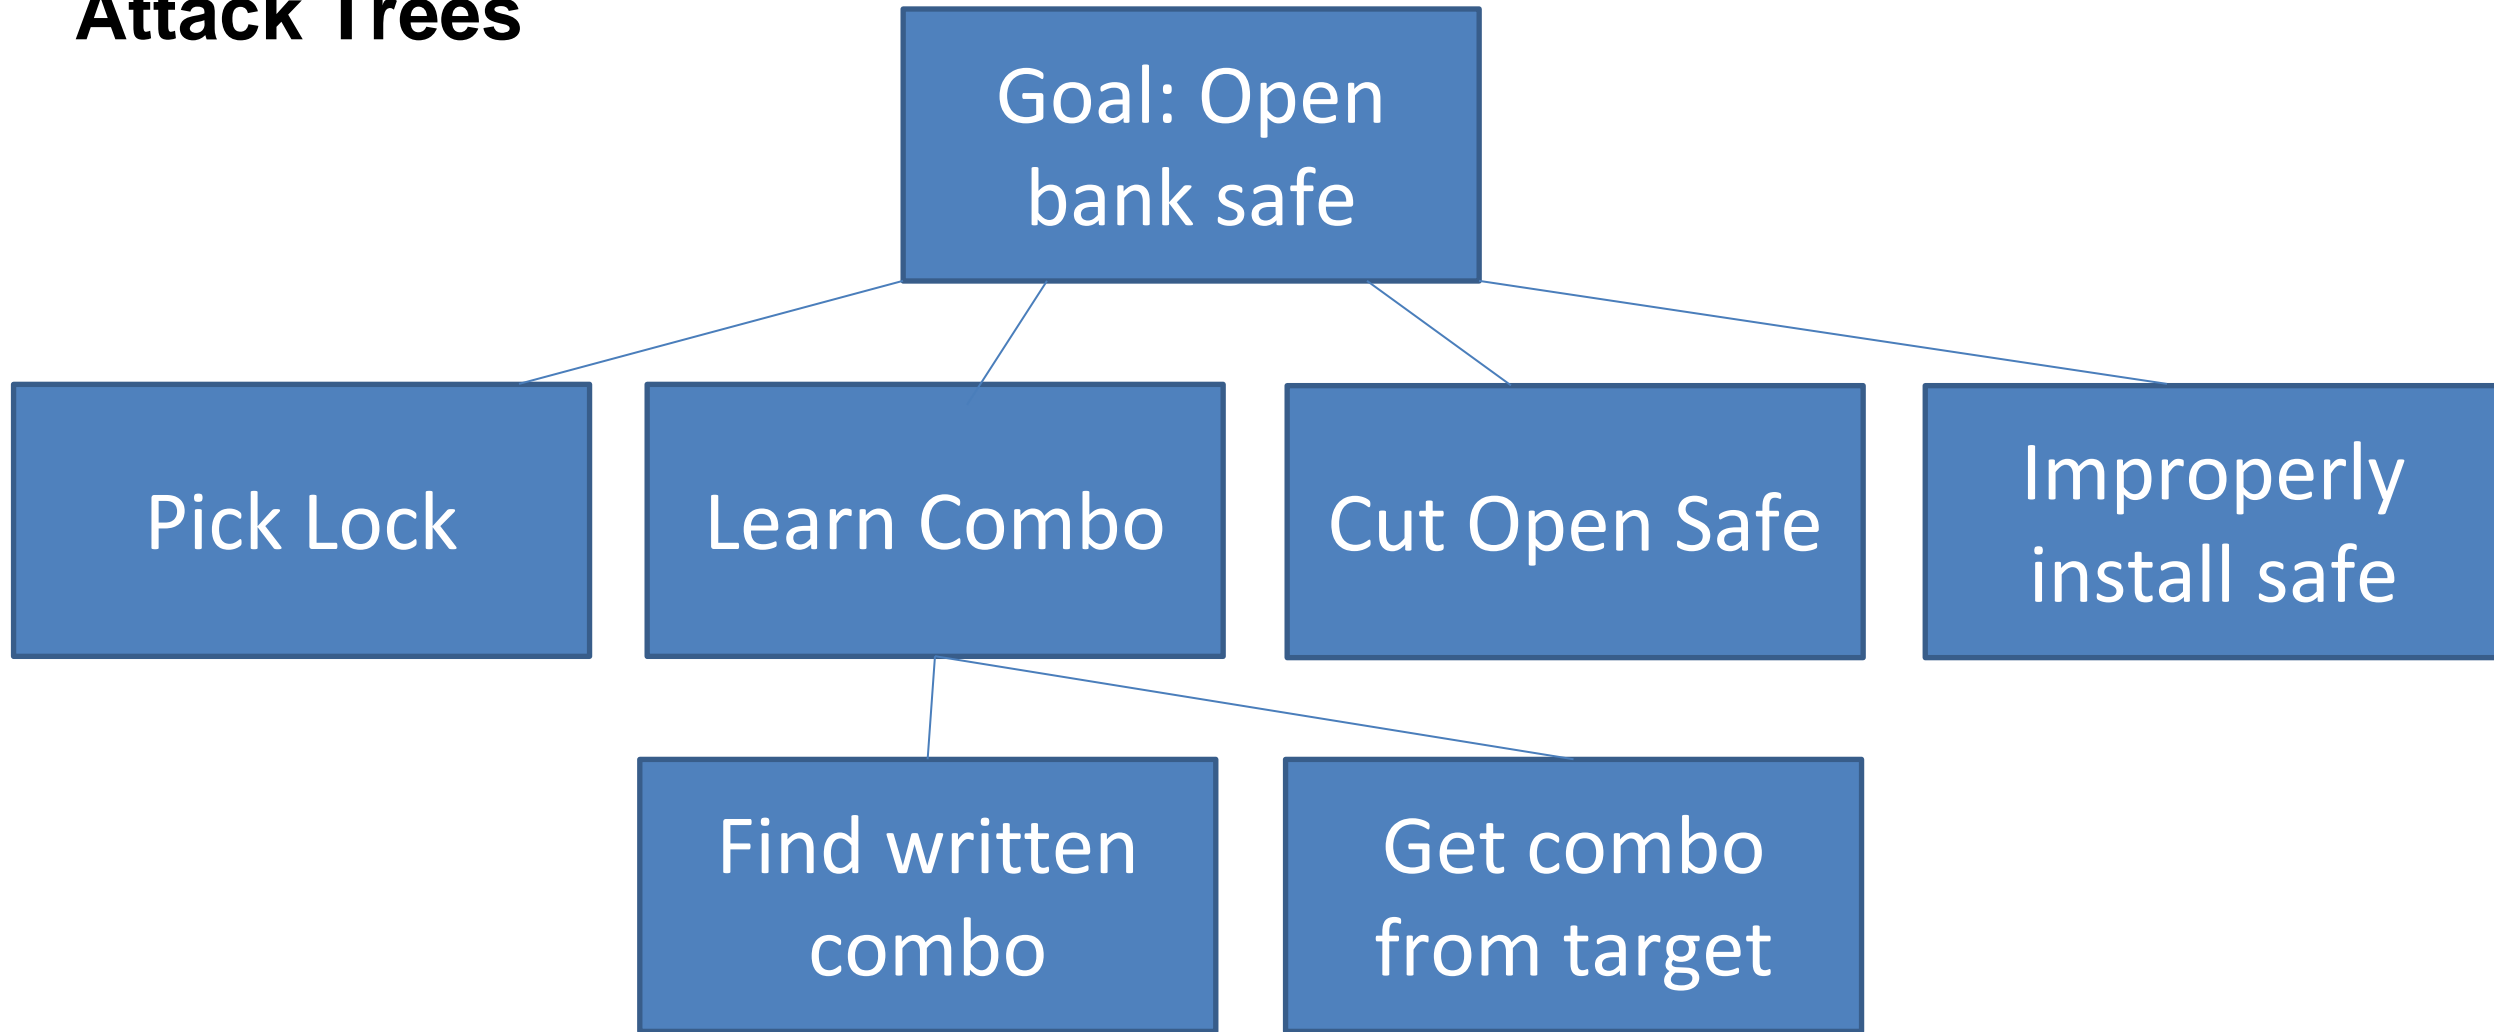 Attack Trees
Goal: Open
bank safe
Pick Lock
Learn Combo
Cut Open Safe
Improperly
install safe
Find written
combo
Get combo
from target